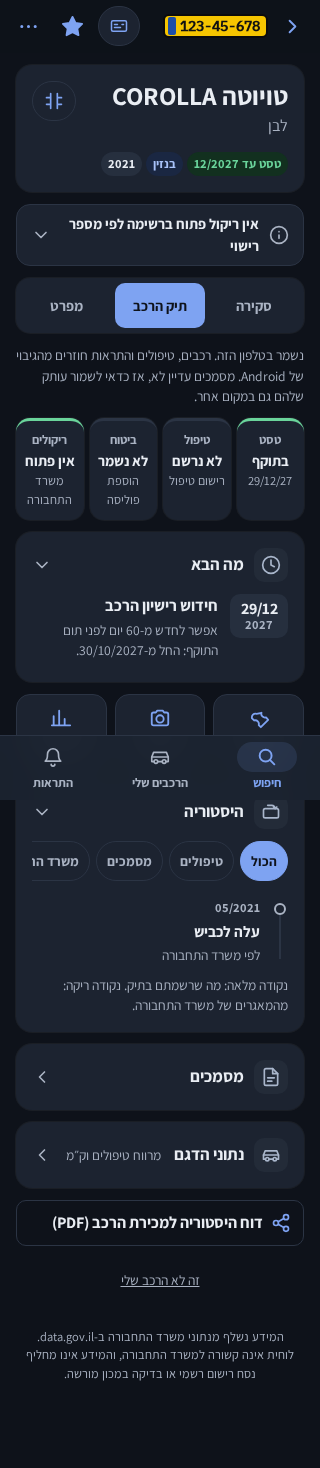 123-45-678
טויוטה COROLLA
לבן
טסט עד 12/2027
בנזין
2021
אין ריקול פתוח ברשימה לפי מספר
רישוי
סקירה
תיק הרכב
מפרט
נשמר בטלפון הזה. רכבים, טיפולים והתראות חוזרים מהגיבוי
של Android. מסמכים עדיין לא, אז כדאי לשמור עותק
שלהם גם במקום אחר.
טסט
בתוקף
29/12/27
טיפול
לא נרשם
רישום טיפול
ביטוח
לא נשמר
הוספת
פוליסה
ריקולים
אין פתוח
משרד
התחבורה
מה הבא
29/12
2027
חידוש רישיון הרכב
אפשר לחדש מ-60 יום לפני תום
התוקף: החל מ-30/10/2027.
חיפוש
הרכבים שלי
התראות
היסטוריה
הכול
טיפולים
מסמכים
משרד
05/2021
עלה לכביש
לפי משרד התחבורה
נקודה מלאה: מה שרשמתם בתיק. נקודה ריקה:
מהמאגרים של משרד התחבורה.
מסמכים
נתוני הדגם
מרווח טיפולים וק״מ
דוח היסטוריה למכירת הרכב (PDF)
זה לא הרכב שלי
המידע נשלף מנתוני משרד התחבורה ב-data.gov.il.
לוחית אינה קשורה למשרד התחבורה, והמידע אינו מחליף
נסח רישום רשמי או בדיקה במכון מורשה.